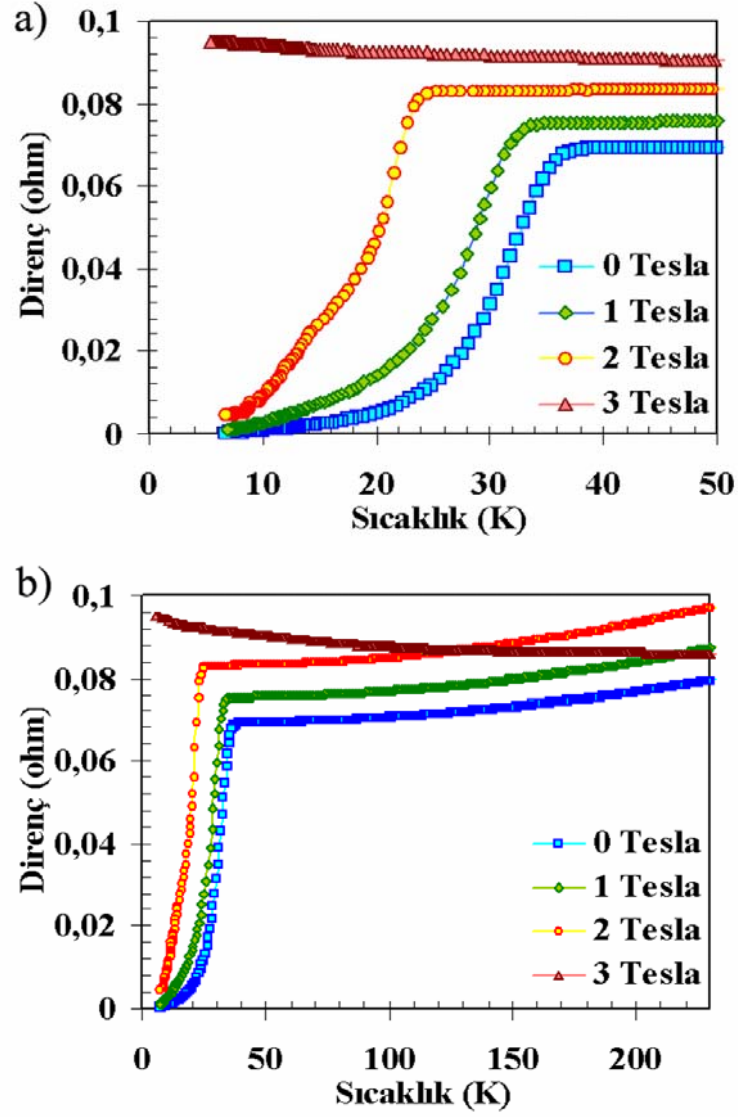 a)
0,1
0,08
0,06
0,04
0,02
0
Direnç (ohm)
0 Tesla
1 Tesla
2 Tesla
3 Tesla
0 10 20 30 40 50
Sıcaklık (K)
b)
0,1
0,08
0,06
0,04
0,02
0
Direnç (ohm)
0 Tesla
1 Tesla
2 Tesla
3 Tesla
0 50 100 150 200
Sıcaklık (K)